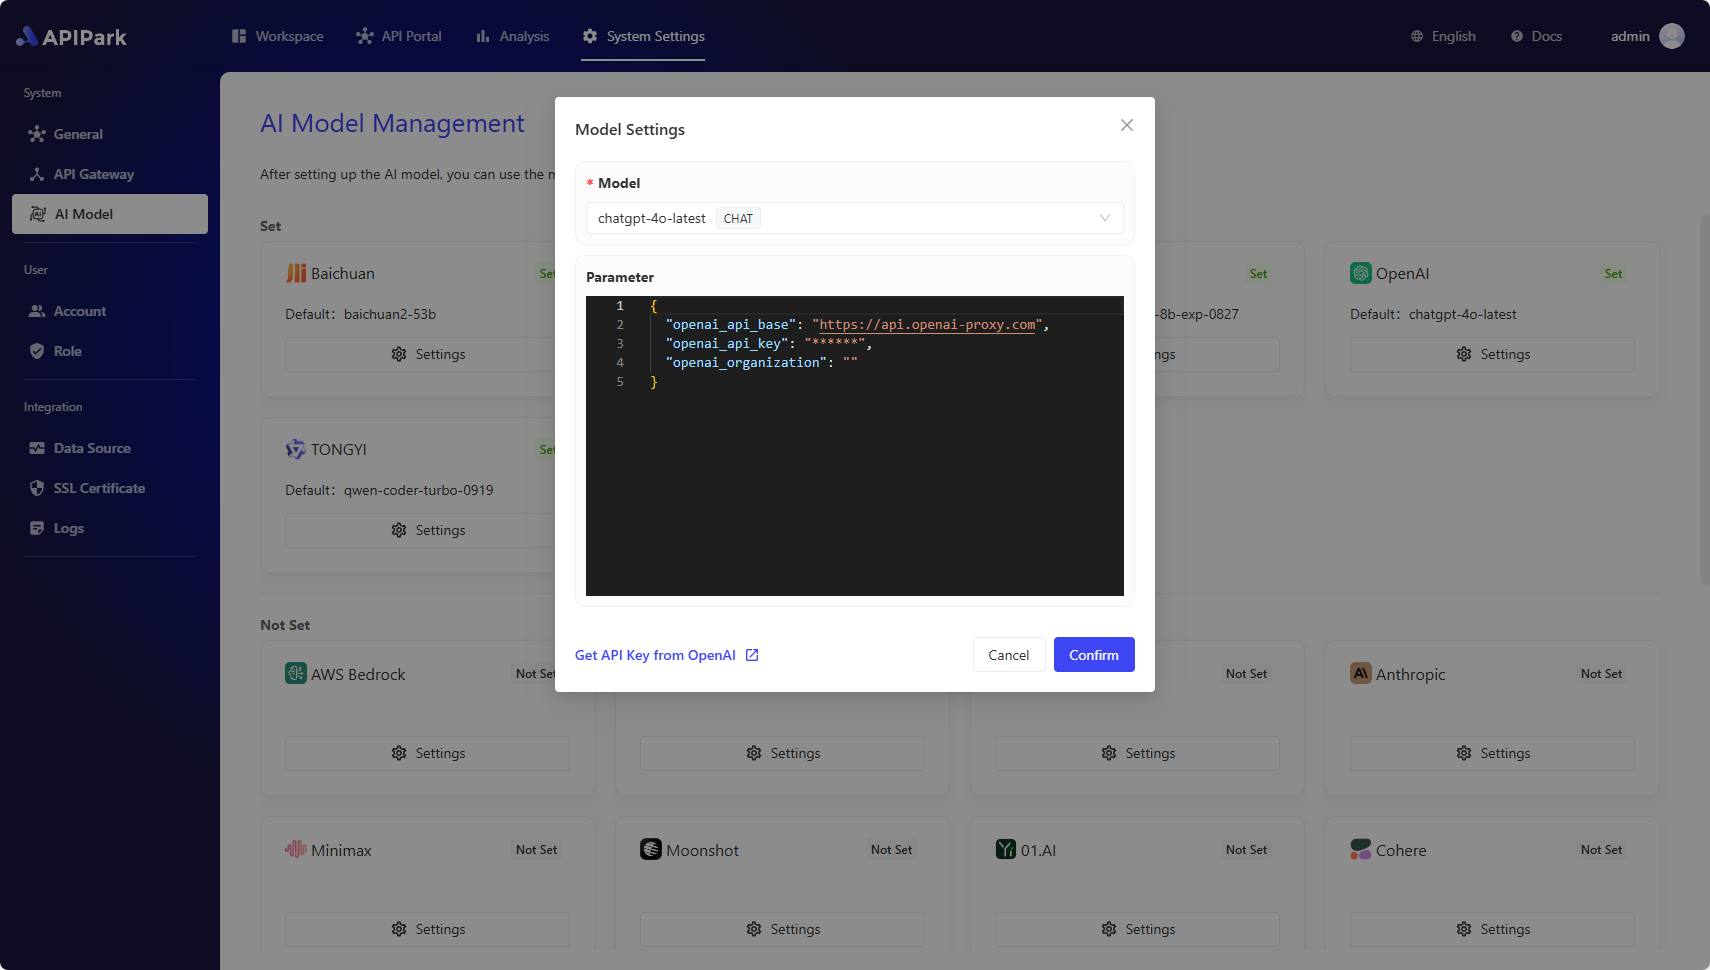 APIPark
Workspace
API Portal
Analysis
System Settings
English
Docs
admin
System
General
API Gateway
AI Model
User
Account
Role
Integration
Data Source
SSL Certificate
Logs
AI Model Management
After setting up the AI model, you can use the
Set
Baichuan
Set
Default: baichuan2-53b
Settings
Set
-8b-exp-0827
OpenAI
Set
Default: chatgpt-4o-latest
Settings
TONGYI
Set
Default: qwen-coder-turbo-0919
Settings
Model Settings
* Model
chatgpt-4o-latest CHAT
Parameter
1 {
2 "openai_api_base": "https://api.openai-proxy.com",
3 "openai_api_key": "******",
4 "openai_organization": ""
5 }
Get API Key from OpenAI
Cancel
Confirm
Not Set
AWS Bedrock
Not Set
Settings
Settings
Not Set
Settings
Anthropic
Not Set
Settings
Minimax
Not Set
Settings
Moonshot
Not Set
Settings
01.AI
Not Set
Settings
Cohere
Not Set
Settings